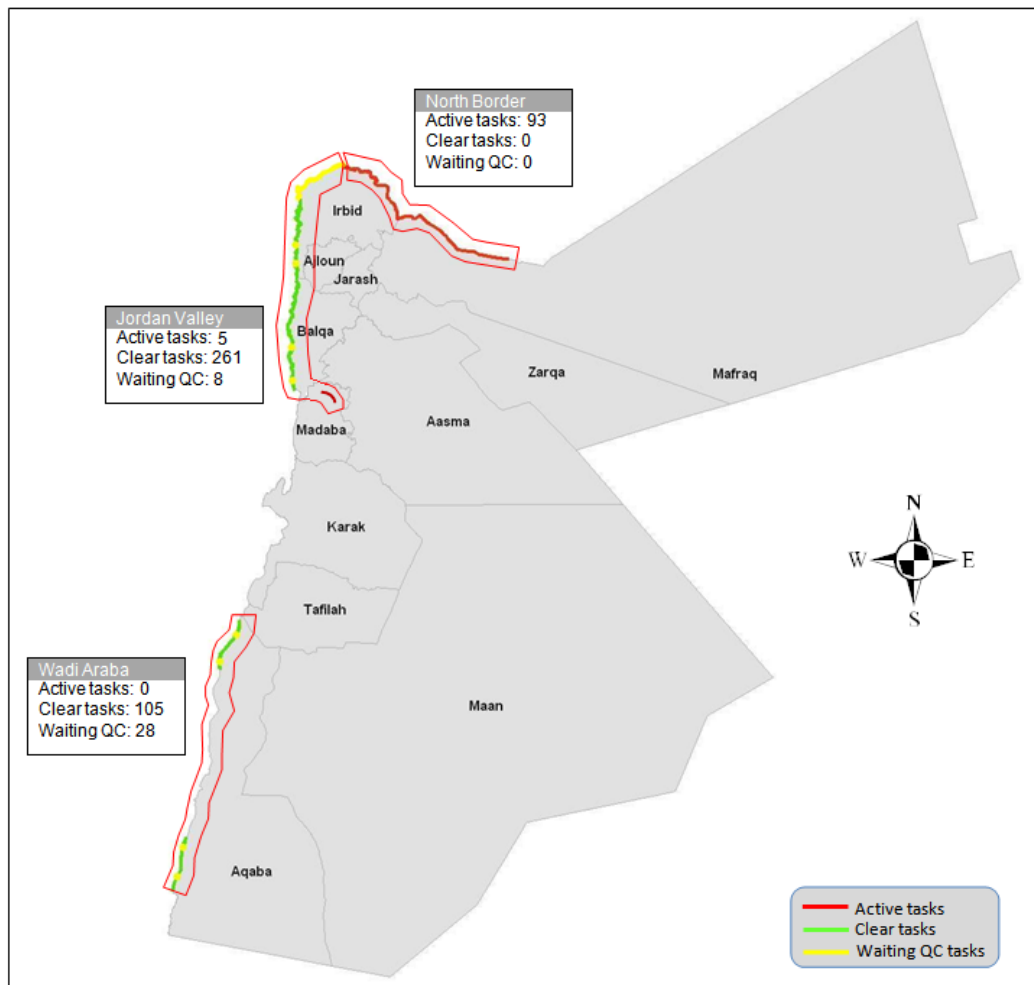 North Border
Active tasks: 93
Clear tasks: 0
Waiting QC: 0
Irbid
Ajloun
Jarash
Jordan Valley
Active tasks: 5
Clear tasks: 261
Waiting QC: 8
Balqa
Zarqa
Mafraq
Madaba
Aasma
Karak
N
W
E
S
Tafilah
Wadi Araba
Active tasks: 0
Clear tasks: 105
Waiting QC: 28
Maan
Aqaba
Active tasks
Clear tasks
Waiting QC tasks